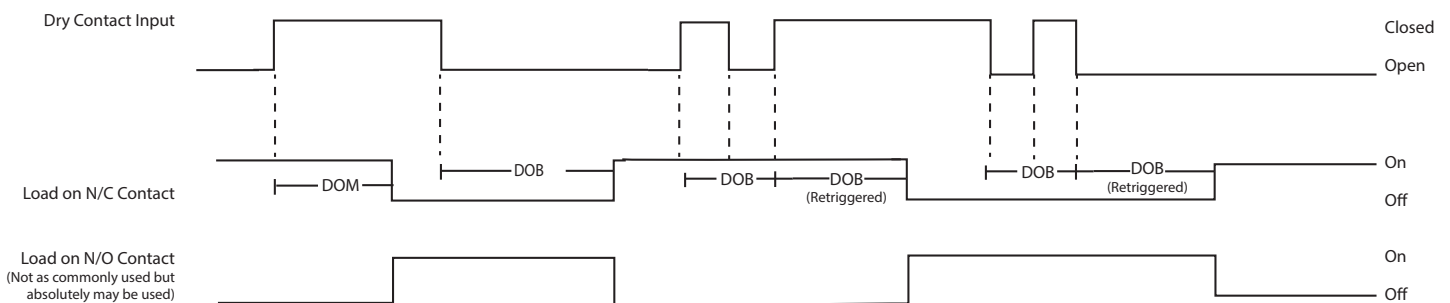 Dry Contact Input
Closed
Open
DOM
DOB
DOB
DOB
(Retriggered)
DOB
DOB
(Retriggered)
Load on N/C Contact
On
Off
Load on N/O Contact
(Not as commonly used but
absolutely may be used)
On
Off